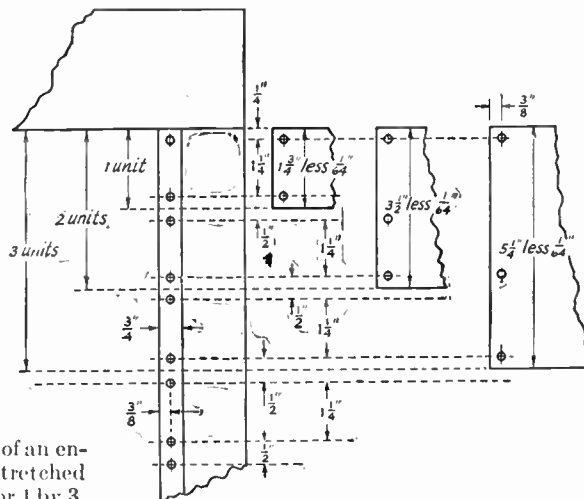 1/4"
3/8"
1 unit
1 1/4"
1 3/4" less 1/64"
3 1/2" less 1/64"
5 1/4" less 1/64"
2 units
3 units
1/2"
1 1/4"
3/4"
1/2"
1 1/4"
3/8"
1/2"
1 1/4"
1/2"
of an en-
tretched
or 1 by 3